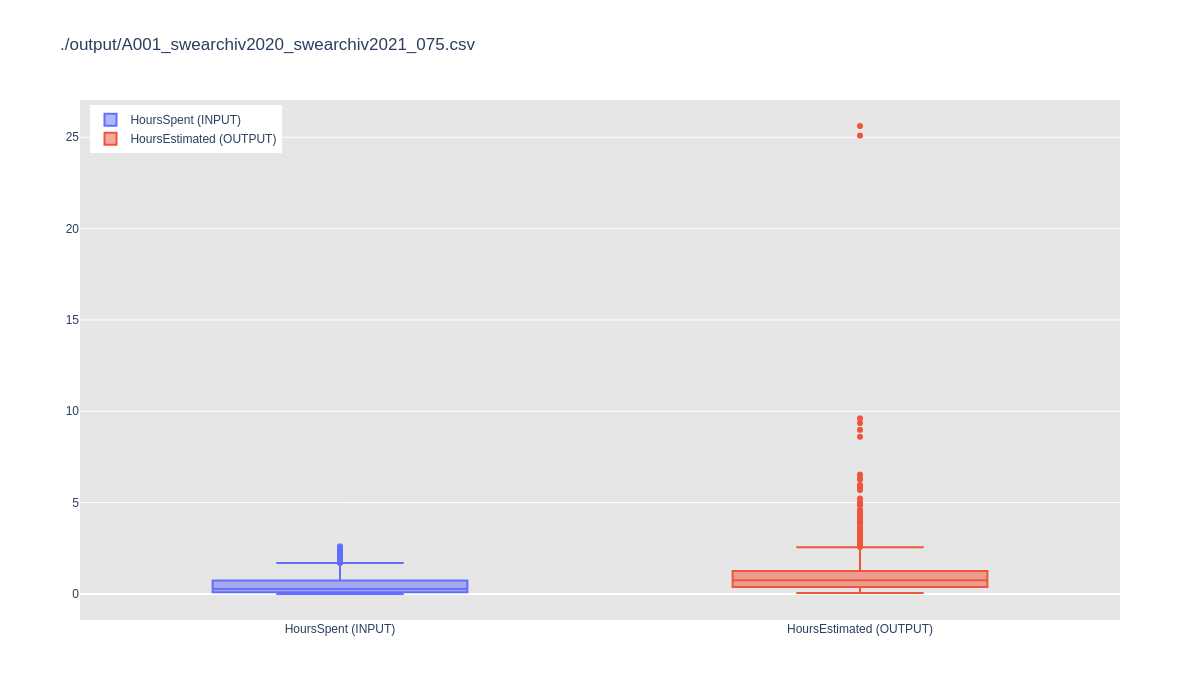 ./output/A001_swearchiv2020_swearchiv2021_075.csv
HoursSpent (INPUT)
HoursEstimated (OUTPUT)
25
20
15
10
5
0
HoursSpent (INPUT) HoursEstimated (OUTPUT)